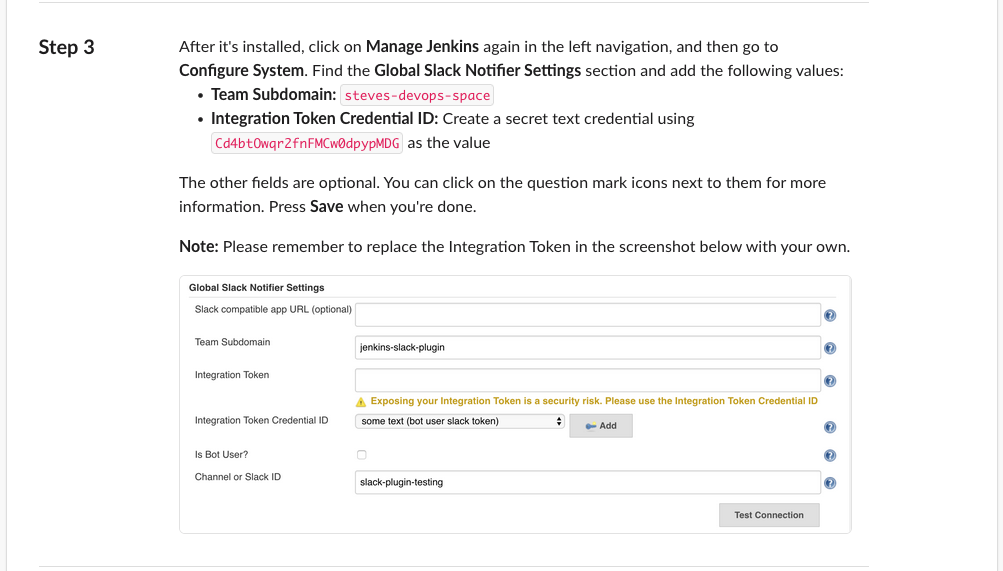 Step 3
After it's installed, click on Manage Jenkins again in the left navigation, and then go to
Configure System. Find the Global Slack Notifier Settings section and add the following values:
• Team Subdomain: steves-devops-space
• Integration Token Credential ID: Create a secret text credential using
Cd4btOwqr2fnFMCw0dpypMDG as the value
The other fields are optional. You can click on the question mark icons next to them for more
information. Press Save when you're done.
Note: Please remember to replace the Integration Token in the screenshot below with your own.
Global Slack Notifier Settings
Slack compatible app URL (optional)
Team Subdomain jenkins-slack-plugin
Integration Token
Exposing your Integration Token is a security risk. Please use the Integration Token Credential ID
Integration Token Credential ID some text (bot user slack token) Add
Is Bot User?
Channel or Slack ID slack-plugin-testing
Test Connection